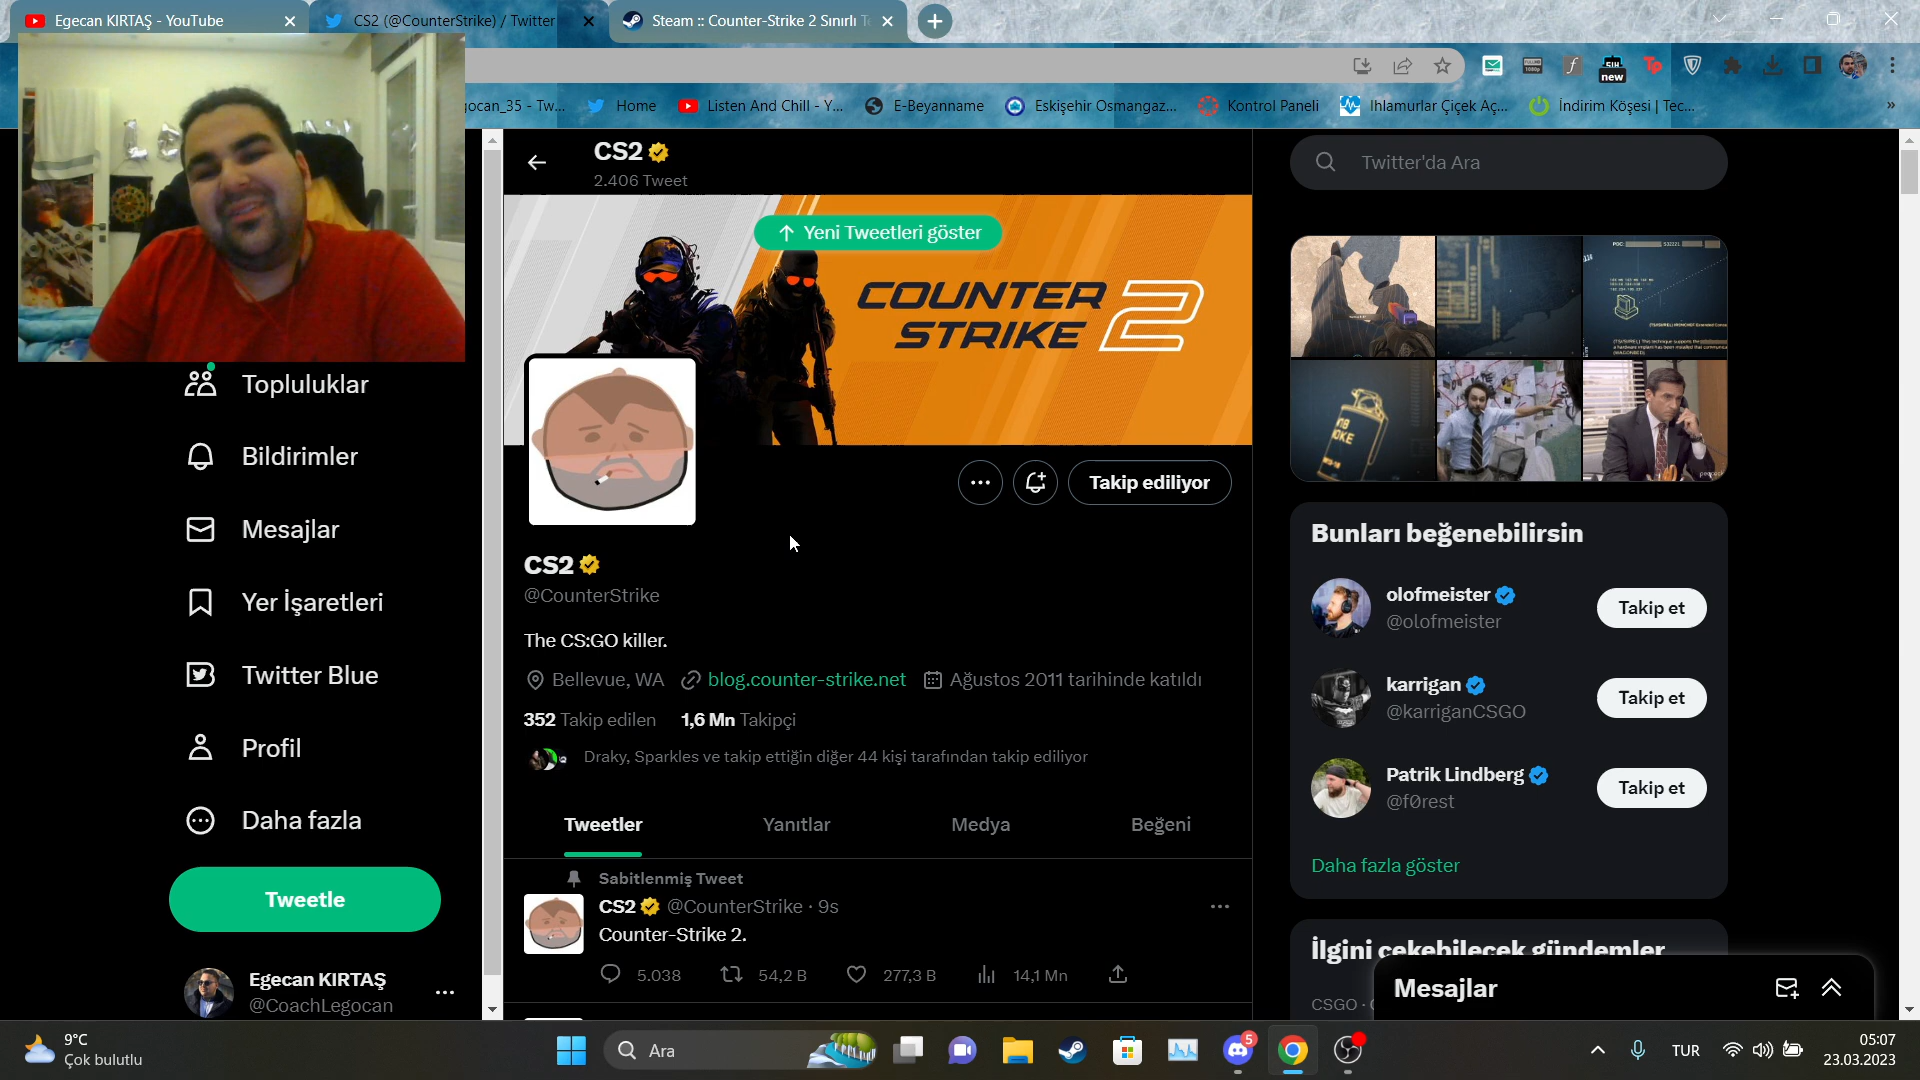 Egecan KIRTAŞ - YouTube
CS2 (@CounterStrike) / Twitter
Steam :: Counter-Strike 2 Sınırlı Te
ocan_35 - Tw...
Home
Listen And Chill - Y...
E-Beyanname
Eskişehir Osmangaz...
Kontrol Paneli
Ihlamurlar Çiçek Aç...
İndirim Köşesi | Tec...
new
CS2
2.406 Tweet
Yeni Tweetleri göster
COUNTER
STRIKE 2
Twitter'da Ara
Topluluklar
Bildirimler
Mesajlar
Yer İşaretleri
Twitter Blue
Profil
Daha fazla
Tweetle
Egecan KIRTAŞ
@CoachLegocan
Takip ediliyor
CS2
@CounterStrike
The CS:GO killer.
Bellevue, WA
blog.counter-strike.net
Ağustos 2011 tarihinde katıldı
352 Takip edilen
1,6 Mn Takipçi
Draky, Sparkles ve takip ettiğin diğer 44 kişi tarafından takip ediliyor
Tweetler
Yanıtlar
Medya
Beğeni
Sabitlenmiş Tweet
CS2 @CounterStrike · 9s
Counter-Strike 2.
5.038
54,2 B
277,3 B
14,1 Mn
Bunları beğenebilirsin
olofmeister
@olofmeister
Takip et
karrigan
@karriganCSGO
Takip et
Patrik Lindberg
@f0rest
Takip et
Daha fazla göster
İlgini çekebilecek gündemler
CSGO ·
Mesajlar
9°C
Çok bulutlu
Ara
5
TUR
05:07
23.03.2023